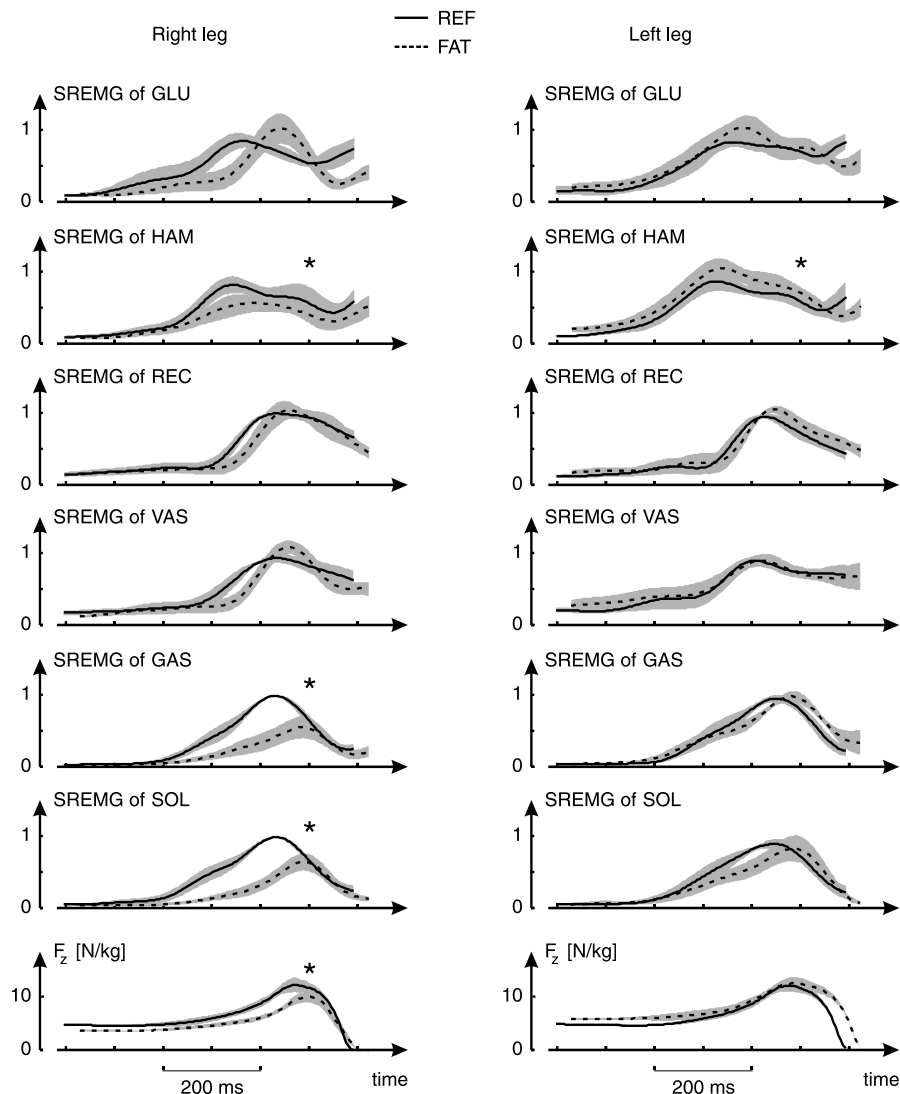 Right leg
REF
FAT
Left leg
SREMG of GLU
1
0
SREMG of GLU
1
0
SREMG of HAM
*
1
0
SREMG of HAM
*
1
0
SREMG of REC
1
0
SREMG of REC
1
0
SREMG of VAS
1
0
SREMG of VAS
1
0
SREMG of GAS
*
1
0
SREMG of GAS
1
0
SREMG of SOL
*
1
0
SREMG of SOL
1
0
Fz [N/kg]
*
10
0
Fz [N/kg]
10
0
200 ms
time
200 ms
time